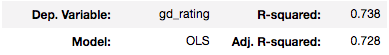 Dep. Variable: gd_rating R-squared: 0.738
Model: OLS Adj. R-squared: 0.728